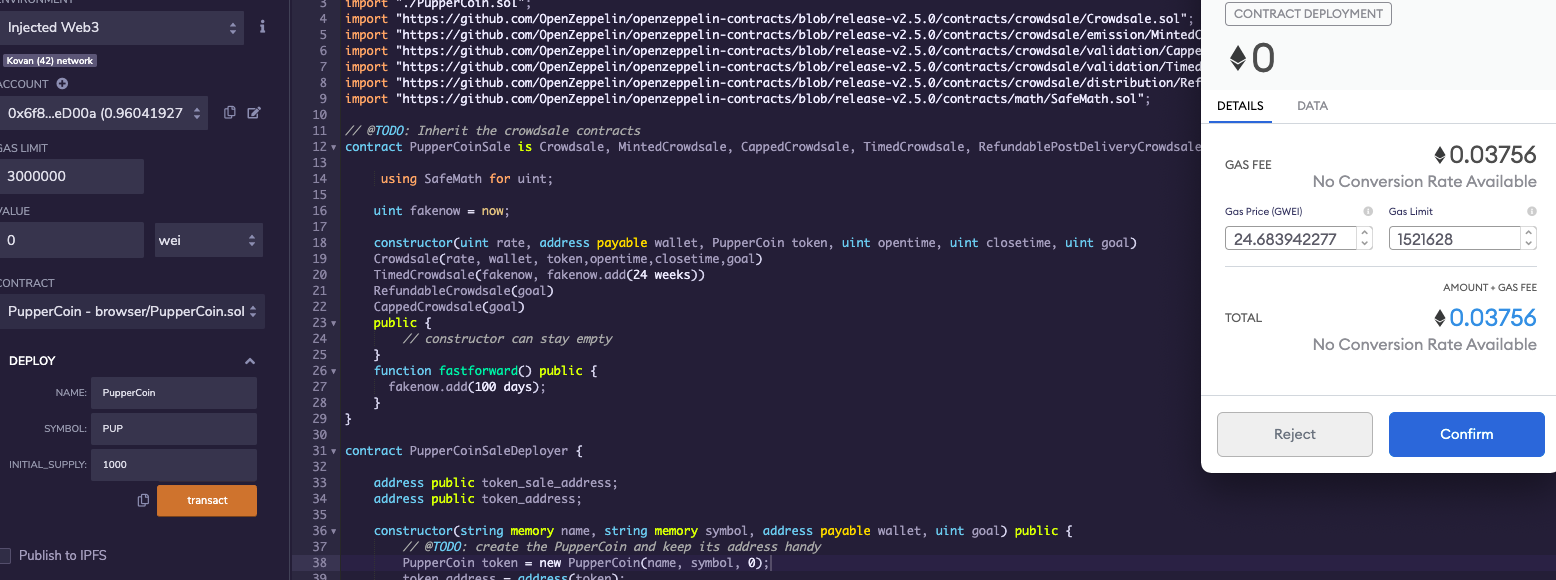 ENVIRONMENT
Injected Web3
Kovan (42) network
ACCOUNT
0x6f8...eD00a (0.96041927
GAS LIMIT
3000000
VALUE
0
wei
CONTRACT
PupperCoin - browser/PupperCoin.sol
DEPLOY
NAME: PupperCoin
SYMBOL: PUP
INITIAL_SUPPLY: 1000
transact
Publish to IPFS
3 import "./PupperCoin.sol";
4 import "https://github.com/OpenZeppelin/openzeppelin-contracts/blob/release-v2.5.0/contracts/crowdsale/Crowdsale.sol";
5 import "https://github.com/OpenZeppelin/openzeppelin-contracts/blob/release-v2.5.0/contracts/crowdsale/emission/MintedC
6 import "https://github.com/OpenZeppelin/openzeppelin-contracts/blob/release-v2.5.0/contracts/crowdsale/validation/Cappe
7 import "https://github.com/OpenZeppelin/openzeppelin-contracts/blob/release-v2.5.0/contracts/crowdsale/validation/Timed
8 import "https://github.com/OpenZeppelin/openzeppelin-contracts/blob/release-v2.5.0/contracts/crowdsale/distribution/Ref
9 import "https://github.com/OpenZeppelin/openzeppelin-contracts/blob/release-v2.5.0/contracts/math/SafeMath.sol";
10
11 // @TODO: Inherit the crowdsale contracts
12 contract PupperCoinSale is Crowdsale, MintedCrowdsale, CappedCrowdsale, TimedCrowdsale, RefundablePostDeliveryCrowdsale
13
14 using SafeMath for uint;
15
16 uint fakenow = now;
17
18 constructor(uint rate, address payable wallet, PupperCoin token, uint opentime, uint closetime, uint goal)
19 Crowdsale(rate, wallet, token,opentime,closetime,goal)
20 TimedCrowdsale(fakenow, fakenow.add(24 weeks))
21 RefundableCrowdsale(goal)
22 CappedCrowdsale(goal)
23 public {
24 // constructor can stay empty
25 }
26 function fastforward() public {
27 fakenow.add(100 days);
28 }
29 }
30
31 contract PupperCoinSaleDeployer {
32
33 address public token_sale_address;
34 address public token_address;
35
36 constructor(string memory name, string memory symbol, address payable wallet, uint goal) public {
37 // @TODO: create the PupperCoin and keep its address handy
38 PupperCoin token = new PupperCoin(name, symbol, 0);
39 token_address = address(token);
CONTRACT DEPLOYMENT
0
DETAILS
DATA
GAS FEE
0.03756
No Conversion Rate Available
Gas Price (GWEI)
Gas Limit
24.683942277
1521628
AMOUNT + GAS FEE
TOTAL
0.03756
No Conversion Rate Available
Reject
Confirm